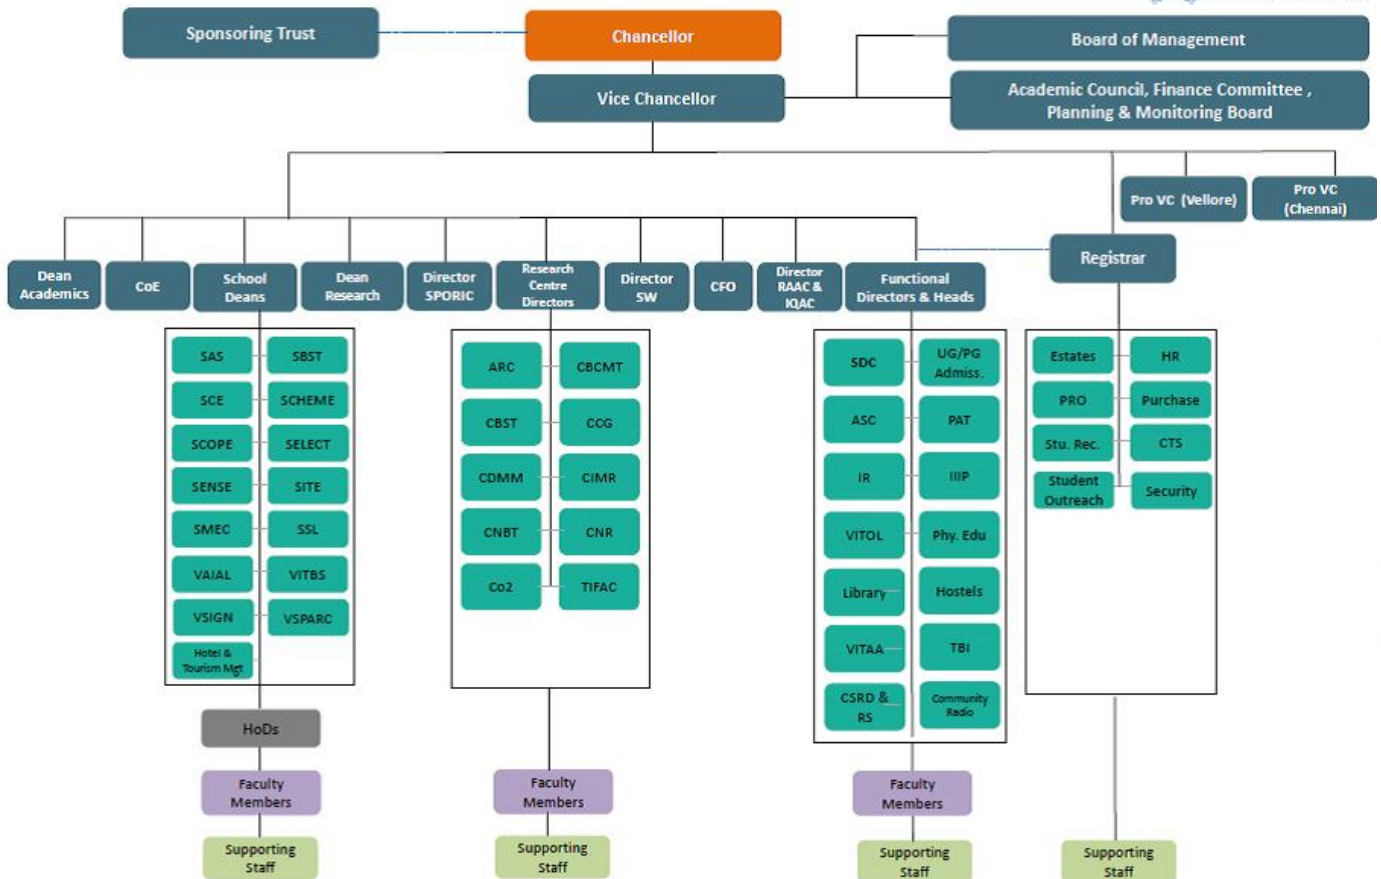 Sponsoring Trust
Chancellor
Board of Management
Vice Chancellor
Academic Council, Finance Committee ,
Planning & Monitoring Board
Pro VC (Vellore)
Pro VC
(Chennai)
Registrar
Dean
Academics
CoE
School
Deans
Dean
Research
Director
SPORIC
Research
Centre
Directors
Director
SW
CFO
Director
RAAC &
IQAC
Functional
Directors & Heads
SAS
SBST
SCE
SCHEME
SCOPE
SELECT
SENSE
SITE
SMEC
SSL
VAIAL
VITBS
VSIGN
VSPARC
Hotel &
Tourism Mgt
HoDs
Faculty
Members
Supporting
Staff
ARC
CBCMT
CBST
CCG
CDMM
CIMR
CNBT
CNR
Co2
TIFAC
Faculty
Members
Supporting
Staff
SDC
UG/PG
Admiss.
ASC
PAT
IR
IIIP
VITOL
Phy. Edu
Library
Hostels
VITAA
TBI
CSRD &
RS
Community
Radio
Faculty
Members
Supporting
Staff
Estates
HR
PRO
Purchase
Stu. Rec.
CTS
Student
Outreach
Security
Supporting
Staff